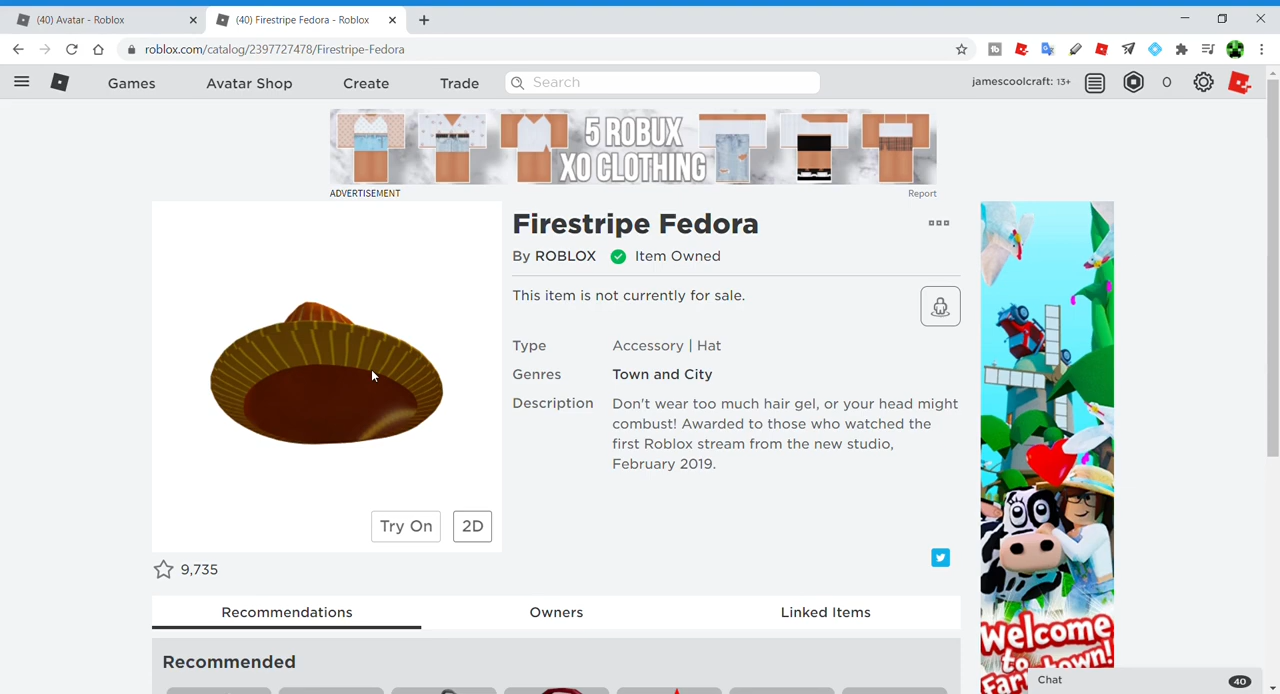 (40) Avatar - Roblox
(40) Firestripe Fedora - Roblox
roblox.com/catalog/2397727478/Firestripe-Fedora
Games
Avatar Shop
Create
Trade
Search
jamescoolcraft: 13+
0
5 ROBUX
XO CLOTHING
ADVERTISEMENT
Report
Firestripe Fedora
By ROBLOX
Item Owned
This item is not currently for sale.
Type
Accessory | Hat
Genres
Town and City
Description
Don't wear too much hair gel, or your head might
combust! Awarded to those who watched the
first Roblox stream from the new studio,
February 2019.
Try On
2D
9,735
Recommendations
Owners
Linked Items
Recommended
Welcome
to
Chat
40